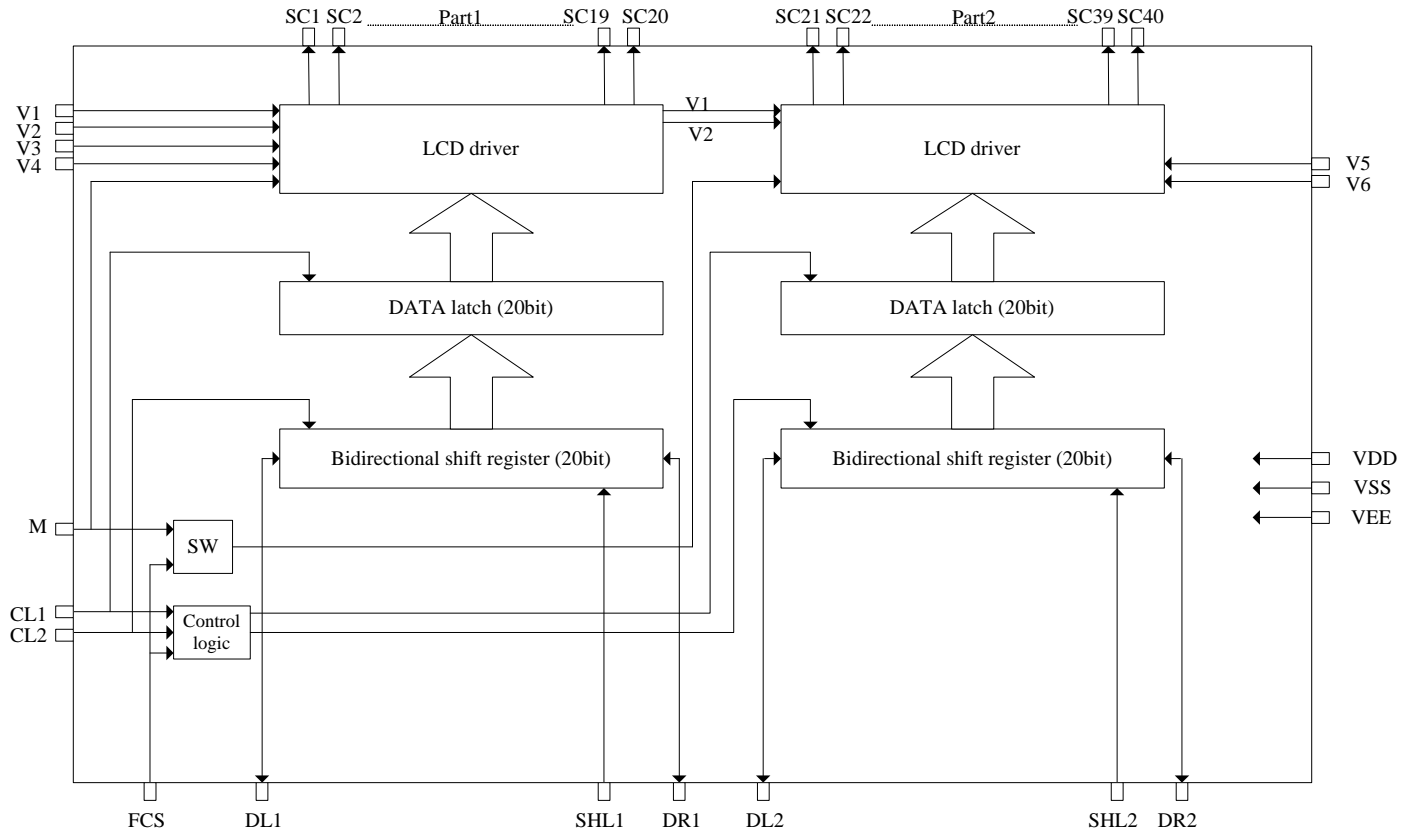 SC1 SC2 Part1 SC19 SC20 SC21 SC22 Part2 SC39 SC40
V1
V2
V3
V4
LCD driver
V1
V2
LCD driver
V5
V6
DATA latch (20bit)
DATA latch (20bit)
Bidirectional shift register (20bit)
Bidirectional shift register (20bit)
VDD
VSS
VEE
M
SW
CL1
CL2
Control
logic
FCS DL1 SHL1 DR1 DL2 SHL2 DR2